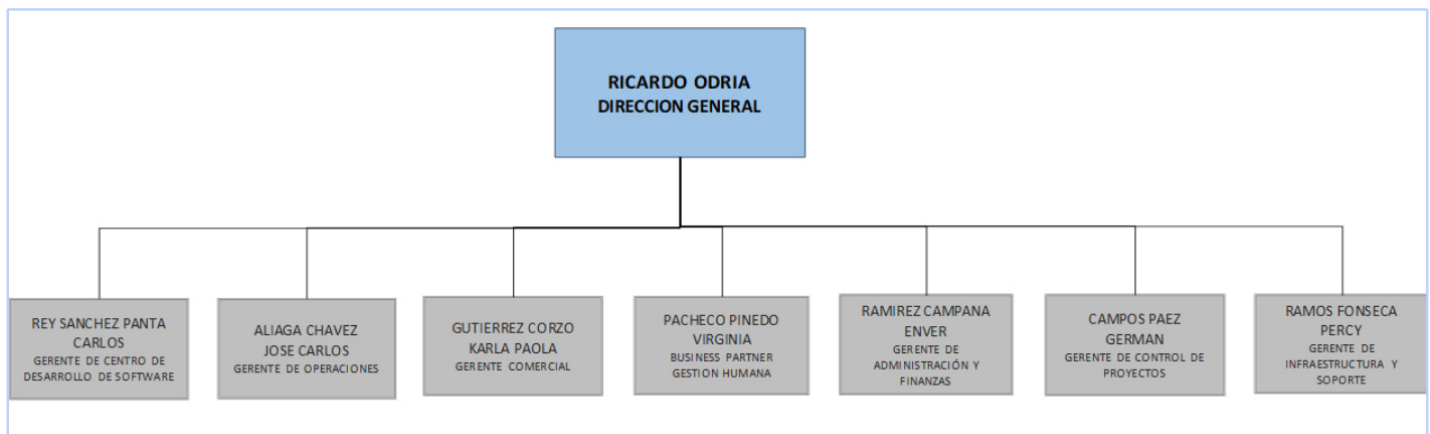 RICARDO ODRIA
DIRECCION GENERAL
REY SANCHEZ PANTA
CARLOS
GERENTE DE CENTRO DE
DESARROLLO DE SOFTWARE
ALIAGA CHAVEZ
JOSE CARLOS
GERENTE DE OPERACIONES
GUTIERREZ CORZO
KARLA PAOLA
GERENTE COMERCIAL
PACHECO PINEDO
VIRGINIA
BUSINESS PARTNER
GESTION HUMANA
RAMIREZ CAMPANA
ENVER
GERENTE DE
ADMINISTRACIÓN Y
FINANZAS
CAMPOS PAEZ
GERMAN
GERENTE DE CONTROL DE
PROYECTOS
RAMOS FONSECA
PERCY
GERENTE DE
INFRAESTRUCTURA Y
SOPORTE